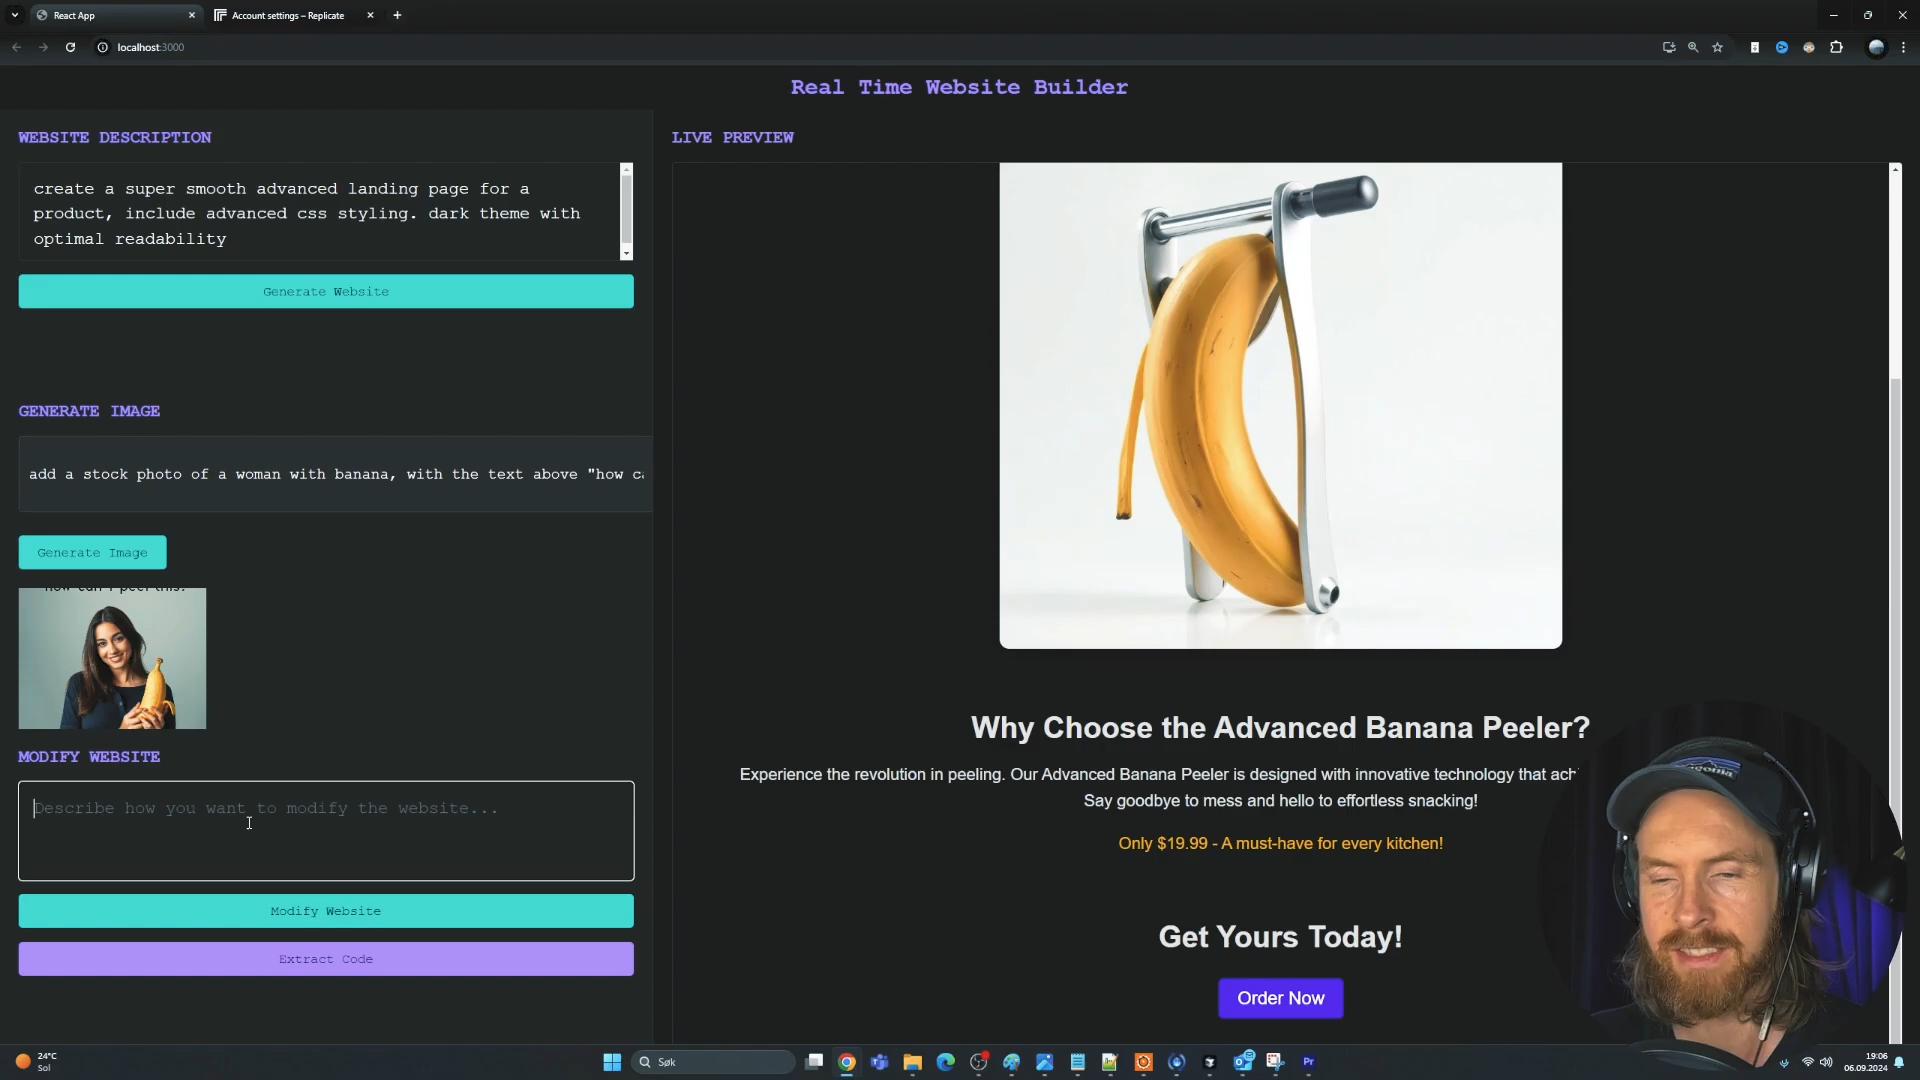 React App
Account settings – Replicate
localhost:3000
Real Time Website Builder
WEBSITE DESCRIPTION
create a super smooth advanced landing page for a
product, include advanced css styling. dark theme with
optimal readability
Generate Website
GENERATE IMAGE
add a stock photo of a woman with banana, with the text above "how ca
Generate Image
how can I peel this?
MODIFY WEBSITE
Describe how you want to modify the website...
Modify Website
Extract Code
LIVE PREVIEW
Why Choose the Advanced Banana Peeler?
Experience the revolution in peeling. Our Advanced Banana Peeler is designed with innovative technology that ach
Say goodbye to mess and hello to effortless snacking!
Only $19.99 - A must-have for every kitchen!
Get Yours Today!
Order Now
24°C
Sol
Søk
Pr
19:06
06.09.2024